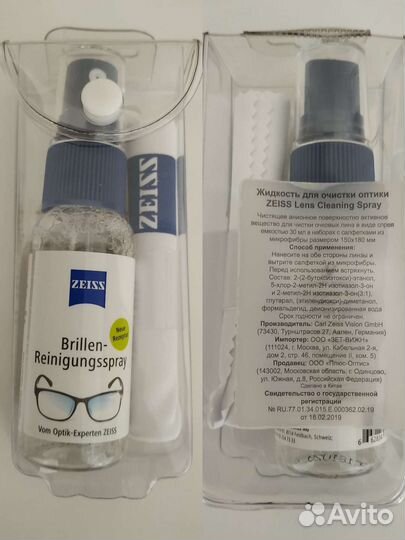 ZEISS
ZEISS
Neue
Brillen-
Reinigungsspray
Vom Optik-Experten ZEISS
Жидкость для очистки оптики
ZEISS Lens Cleaning Spray
Чистящее анионное поверхностно активное
вещество для чистки очковых линз в виде спрея
емкостью 30 мл в наборах с салфетками из
микрофибры размером 150х180 мм
Способ применения:
Нанесите на обе стороны линзы и
вытрите салфеткой из микрофибры.
Перед использованием встряхнуть.
Состав: 2-(2-бутоксиэтокси)-этанол,
5-хлор-2-метил-2Н изотиазол-3-он
и 2-метил-2Н изотиазол-3-он(3:1),
глутарал, (этилендиокси)-диметанол,
формальдегид, деионизированная вода
Срок годности не ограничен.
Производитель: Carl Zeiss Vision GmbH
(73430, Турнштрассе 27, Аален, Германия)
Импортер: ООО «ЗЕТ-ВИЖН»
(111024, г. Москва, ул. Кабельная 2-я,
дом 2, стр. 46, помещение II, ком. 5)
Продавец: ООО «Плюс-Оптик»
(143002, Московская область, г. Одинцово,
ул. Южная, д.8, Российская Федерация)
Сделано в Китае
Свидетельство о государственной
регистрации
№ RU.77.01.34.015.E.000362.02.19
от 18.02.2019
Feldbach, Schweiz;
Avito